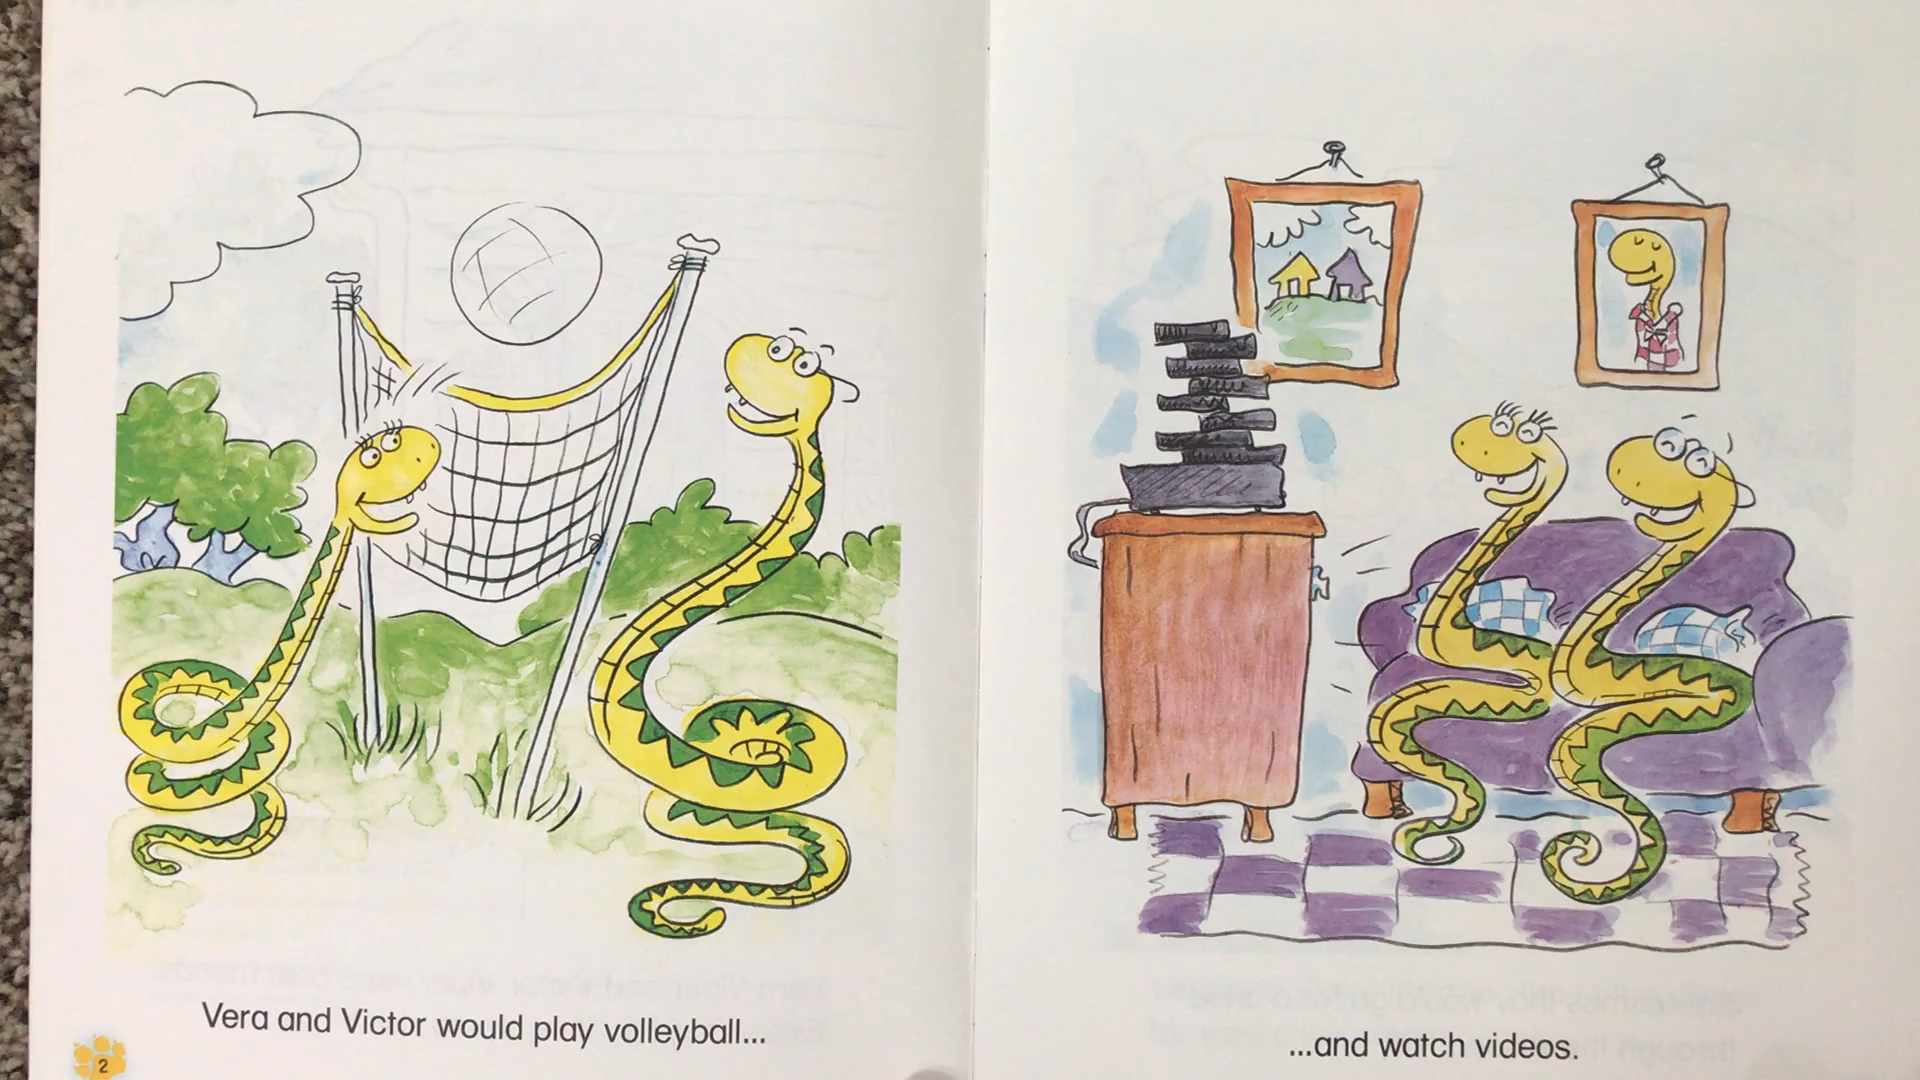 Vera and Victor would play volleyball...
2
...and watch videos.